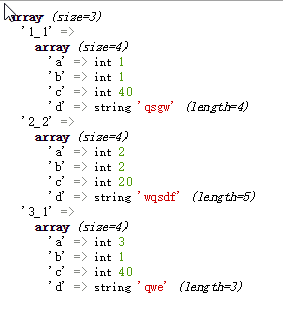 array (size=3)
'1_1' =>
array (size=4)
'a' => int 1
'b' => int 1
'c' => int 40
'd' => string 'qsgw' (length=4)
'2_2' =>
array (size=4)
'a' => int 2
'b' => int 2
'c' => int 20
'd' => string 'wqsdf' (length=5)
'3_1' =>
array (size=4)
'a' => int 3
'b' => int 1
'c' => int 40
'd' => string 'qwe' (length=3)